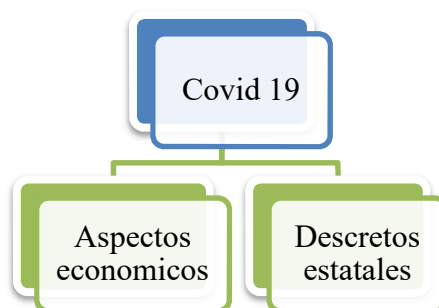 Covid 19
Aspectos
economicos
Descretos
estatales